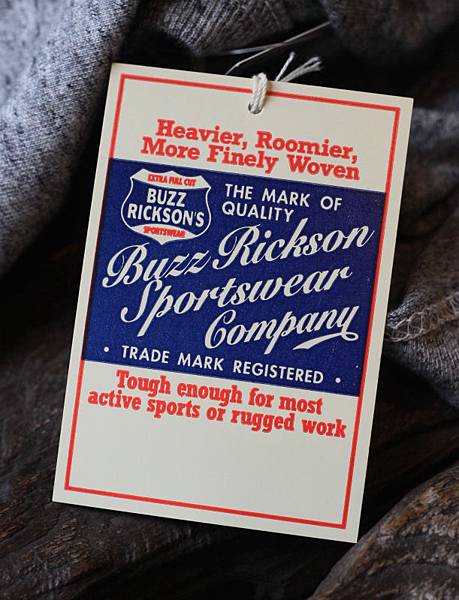 Heavier, Roomier,
More Finely Woven
EXTRA FULL CUT
BUZZ
RICKSON'S
SPORTSWEAR
THE MARK OF
QUALITY
Buzz Rickson
Sportswear
Company
• TRADE MARK REGISTERED •
Tough enough for most
active sports or rugged work